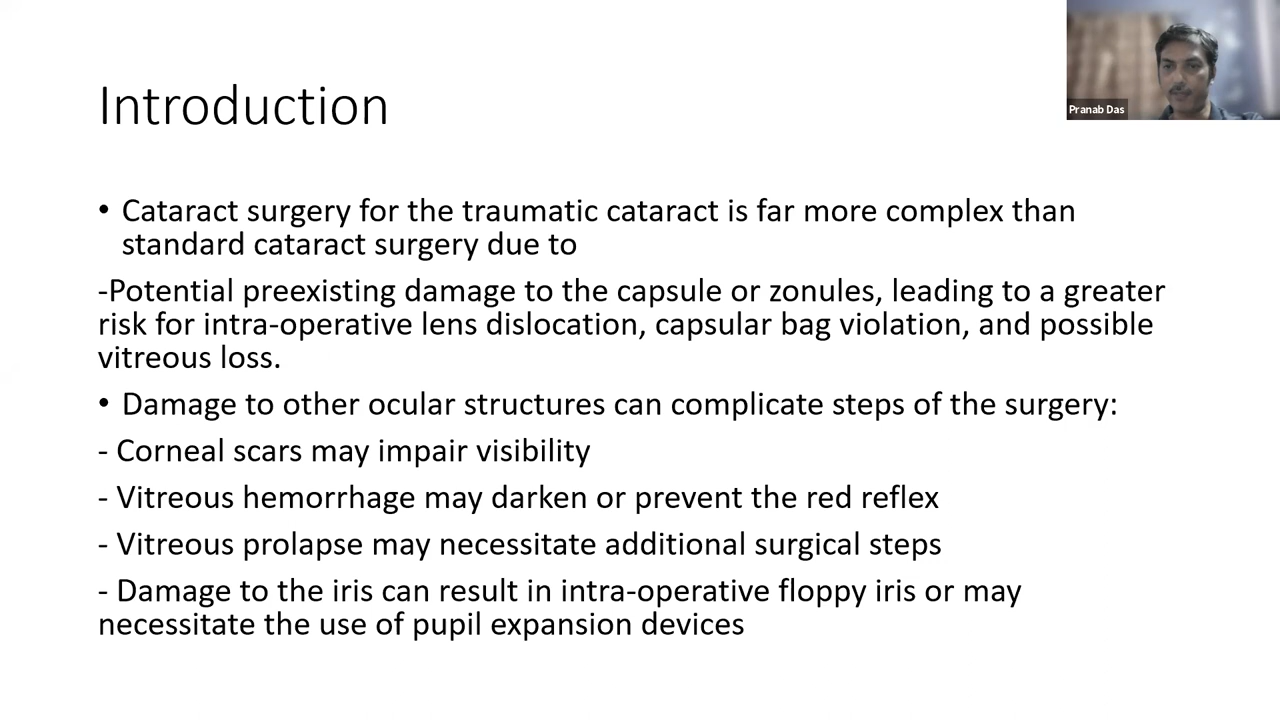 Introduction
Pranab Das
• Cataract surgery for the traumatic cataract is far more complex than
standard cataract surgery due to
-Potential preexisting damage to the capsule or zonules, leading to a greater
risk for intra-operative lens dislocation, capsular bag violation, and possible
vitreous loss.
• Damage to other ocular structures can complicate steps of the surgery:
- Corneal scars may impair visibility
- Vitreous hemorrhage may darken or prevent the red reflex
- Vitreous prolapse may necessitate additional surgical steps
- Damage to the iris can result in intra-operative floppy iris or may
necessitate the use of pupil expansion devices